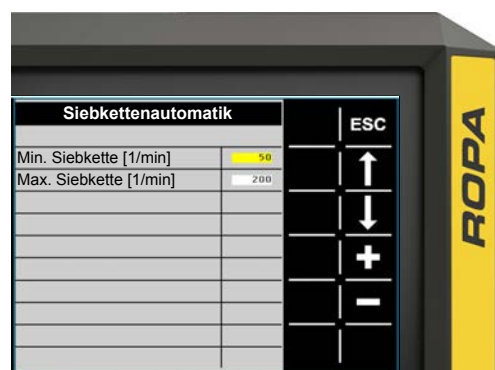 Siebkettenautomatik
ESC
Min. Siebkette [1/min] 50
Max. Siebkette [1/min] 200
+
−
ROPA